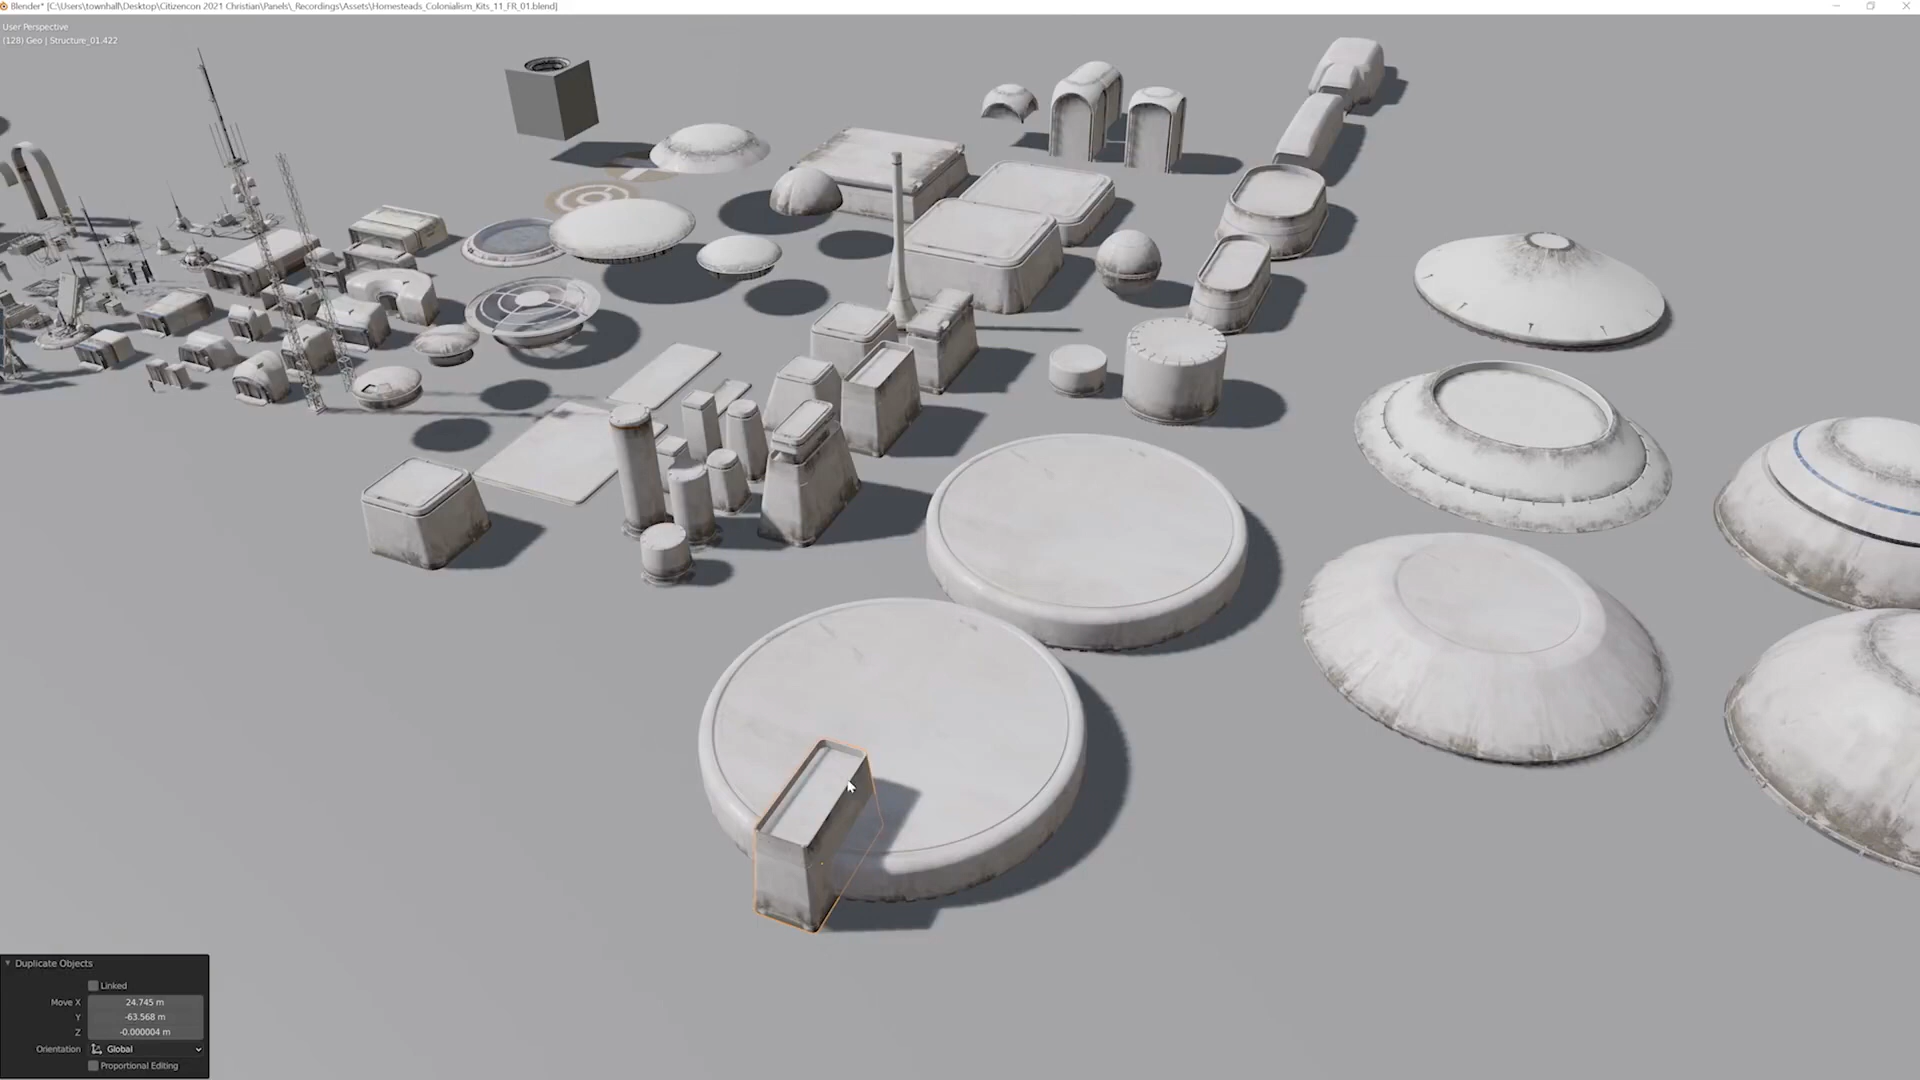 Blender* [C:\Users\townhall\Desktop\Citizencon 2021 Christian\Panels\_Recordings\Assets\Homesteads_Colonialism_Kits_11_FR_01.blend]
User Perspective
(128) Geo | Structure_01.422
Duplicate Objects
Linked
Move X 24.745 m
Y -63.568 m
Z -0.000004 m
Orientation Global
Proportional Editing